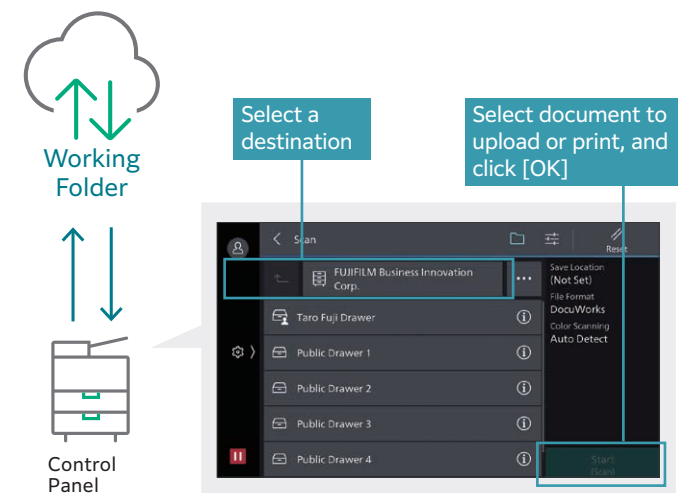 Working
Folder
Control
Panel
Select a
destination
Select document to
upload or print, and
click [OK]
Scan
Reset
FUJIFILM Business Innovation
Corp.
Taro Fuji Drawer
Public Drawer 1
Public Drawer 2
Public Drawer 3
Public Drawer 4
Save Location
(Not Set)
File Format
DocuWorks
Color Scanning
Auto Detect
Start
(Scan)